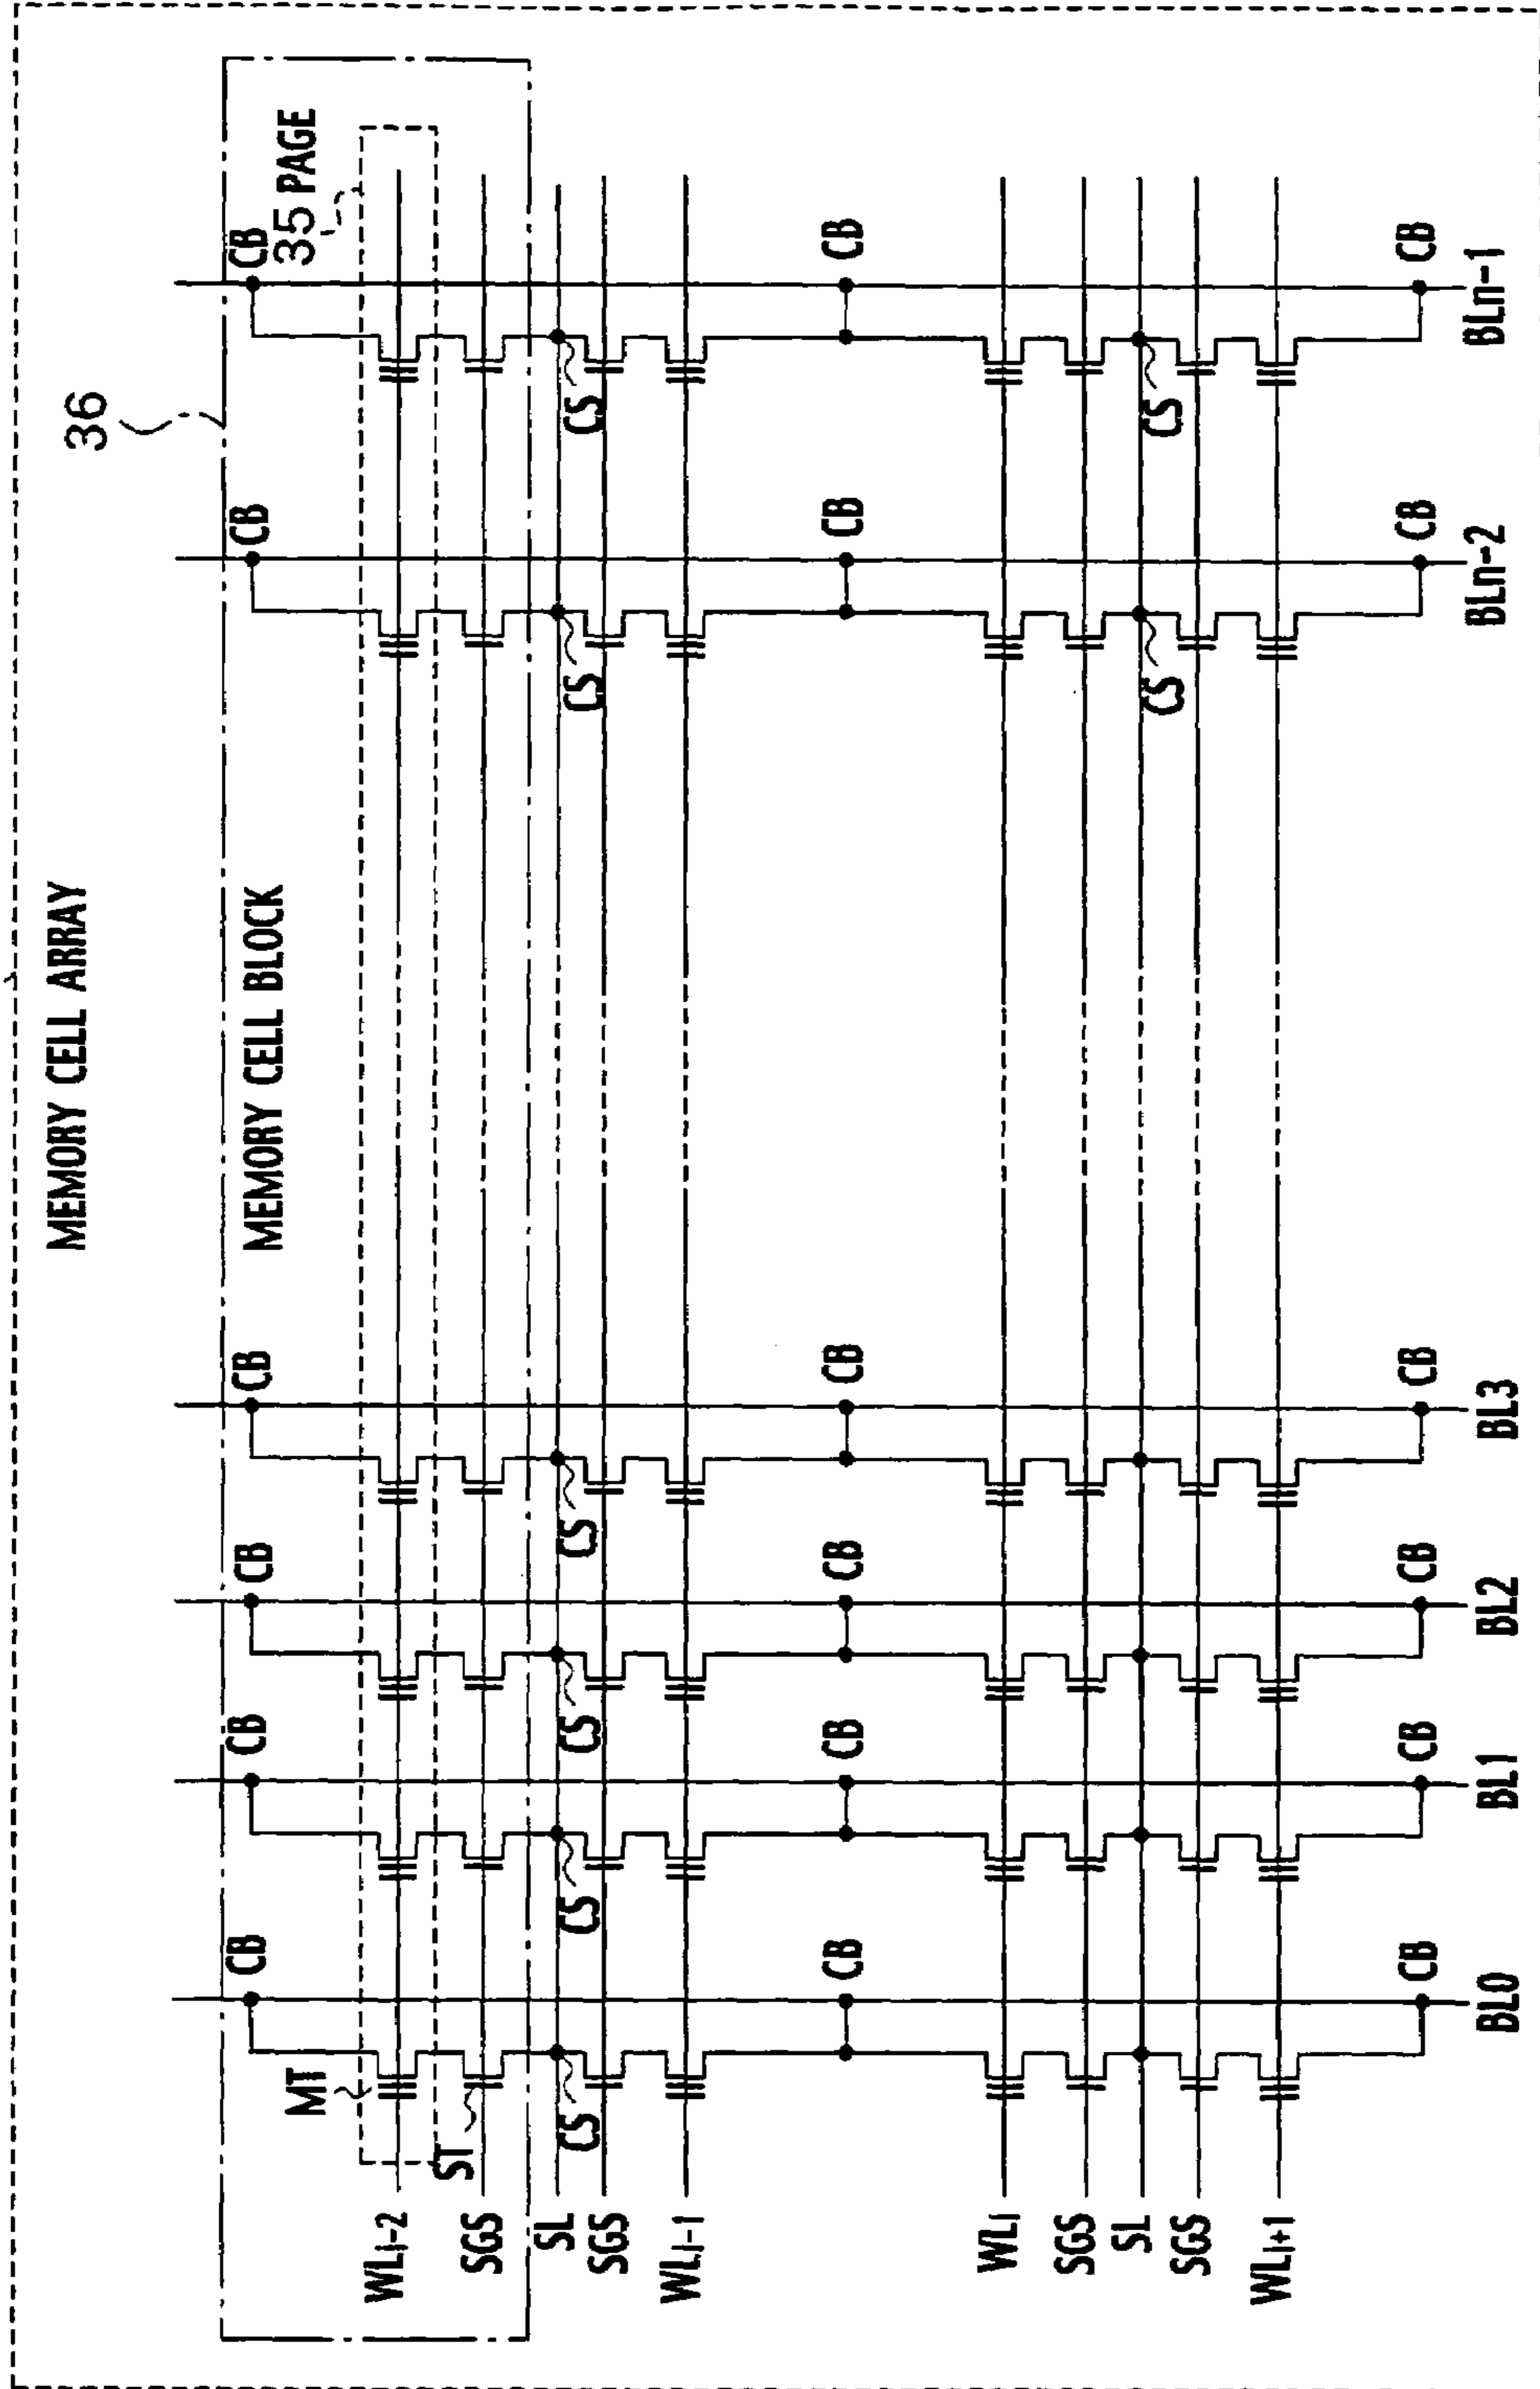 MEMORY CELL ARRAY
36
MEMORY CELL BLOCK
CB CB CB CB CB CB
35 PAGE
MT
WLi-2
ST
SGS
SL
CS CS CS CS CS CS
SGS
WLi-1
CB CB CB CB CB CB
WLi
SGS
SL
CS CS
SGS
WLi+1
CB CB CB CB CB CB
BL0 BL1 BL2 BL3 BLn-2 BLn-1